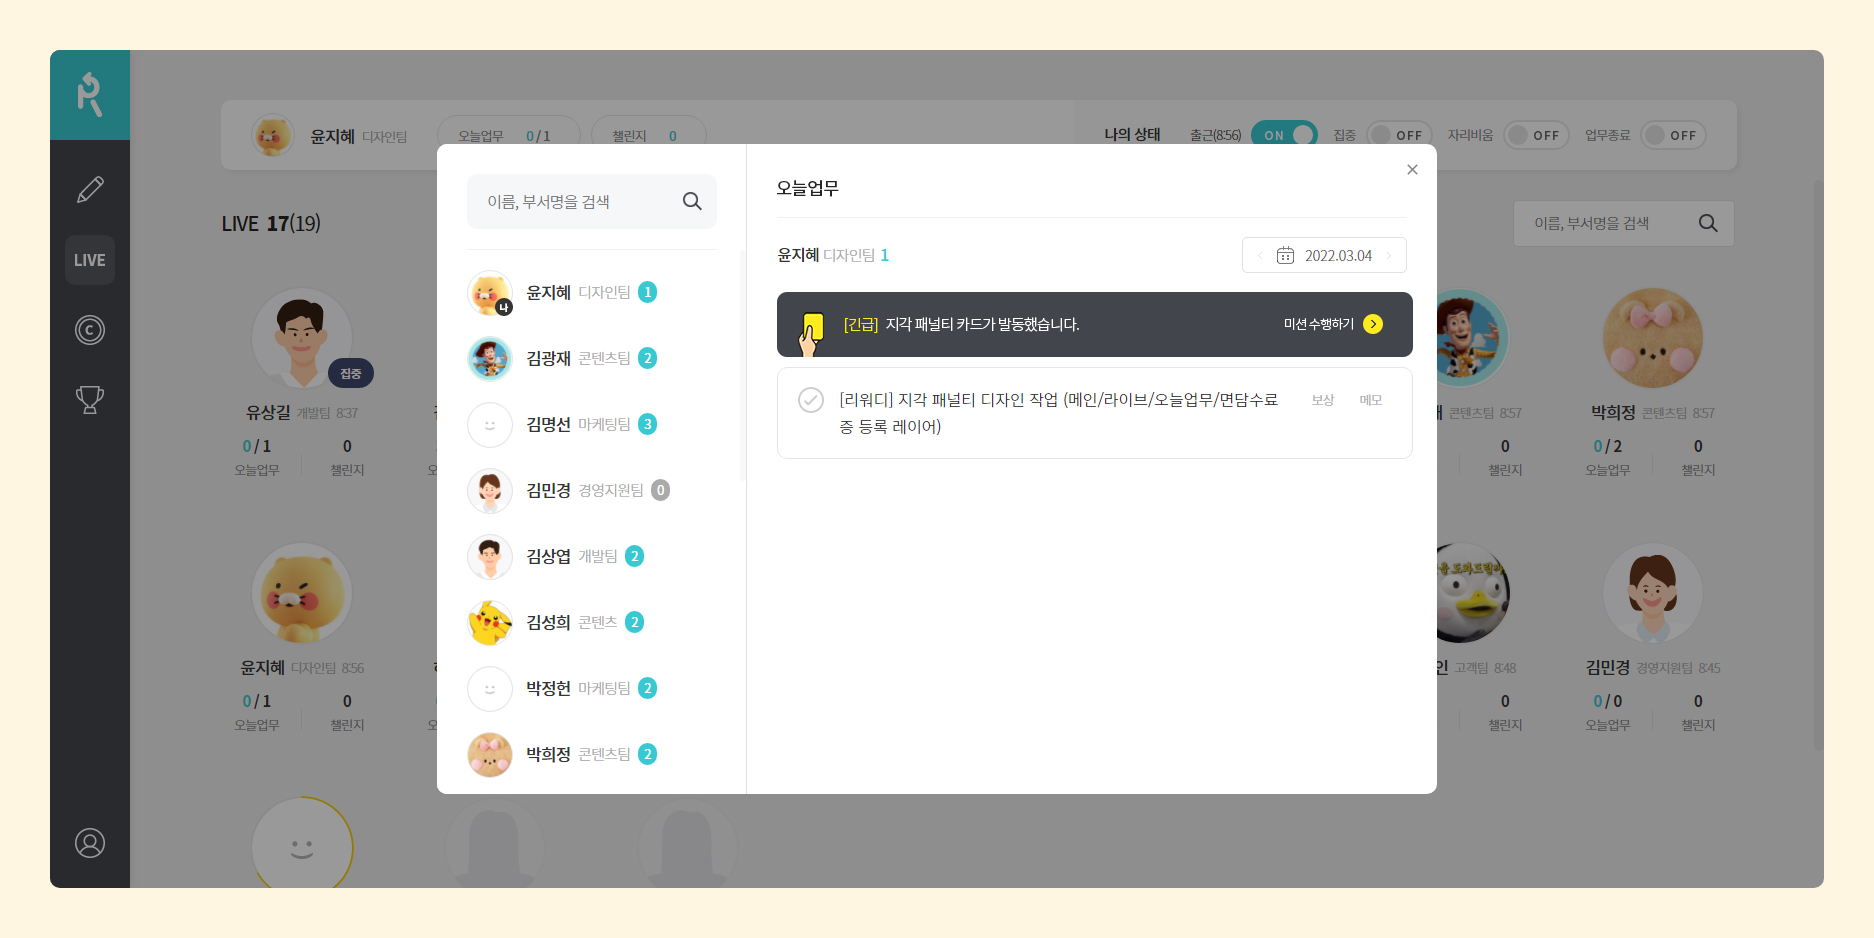 윤지혜 디자인팀 오늘업무 0 / 1 챌린지 0
나의 상태 출근(8:56) ON 집중 OFF 자리비움 OFF 업무종료 OFF
LIVE
LIVE 17(19)
이름, 부서명을 검색
집중
유상길 개발팀 8:37
0 / 1 0
오늘업무 챌린지
윤지혜 디자인팀 8:56
0 / 1 0
오늘업무 챌린지
이름, 부서명을 검색
나
윤지혜 디자인팀 1
김광재 콘텐츠팀 2
김명선 마케팅팀 3
김민경 경영지원팀 0
김상엽 개발팀 2
김성희 콘텐츠 2
박정헌 마케팅팀 2
박희정 콘텐츠팀 2
오늘업무
윤지혜 디자인팀 1
2022.03.04
[긴급] 지각 패널티 카드가 발동했습니다.
미션 수행하기
[리워디] 지각 패널티 디자인 작업 (메인/라이브/오늘업무/면담수료
증 등록 레이어)
보상 메모
콘텐츠팀 8:57
0
챌린지
박희정 콘텐츠팀 8:57
0 / 2 0
오늘업무 챌린지
인 고객팀 8:48
0
챌린지
김민경 경영지원팀 8:45
0 / 0 0
오늘업무 챌린지